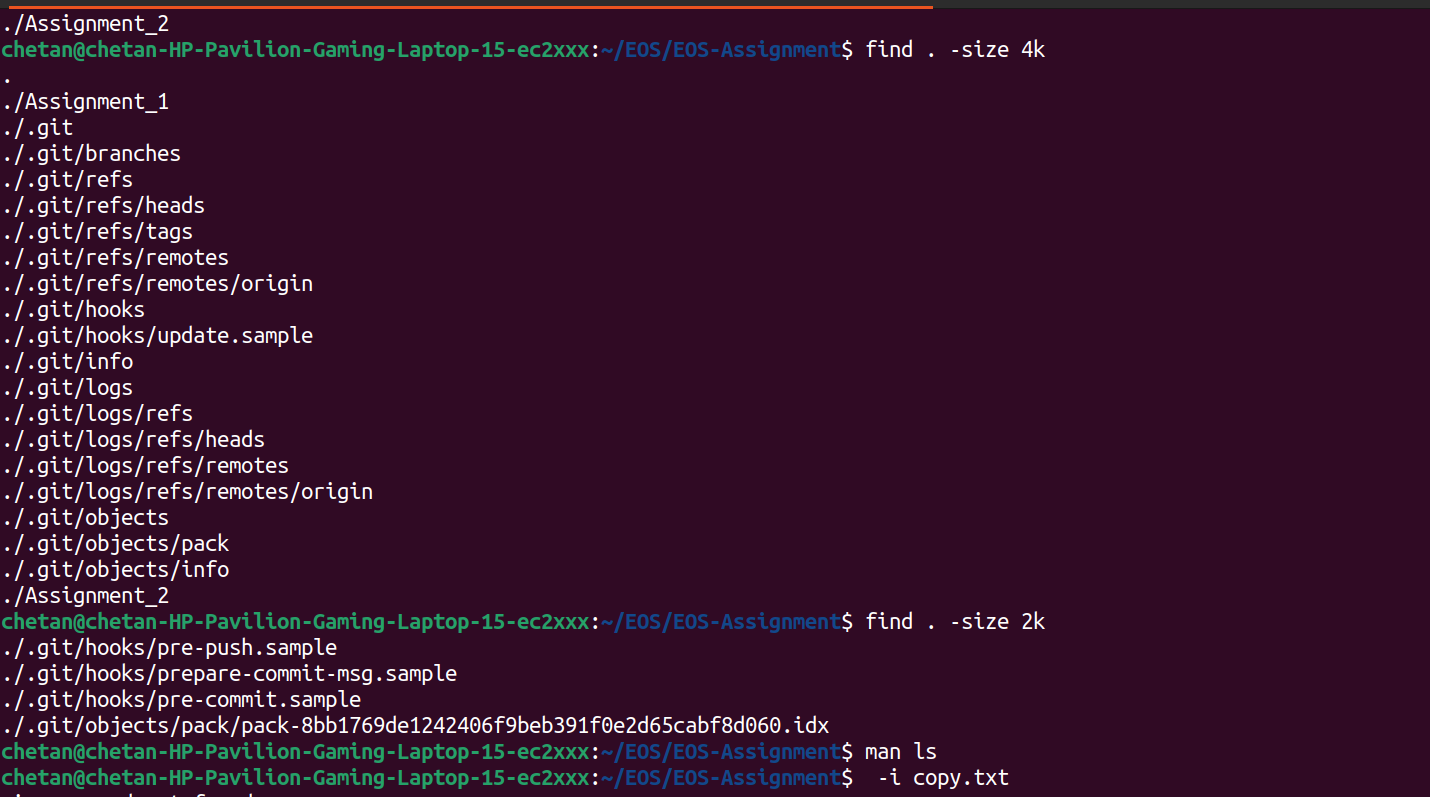 ./Assignment_2
chetan@chetan-HP-Pavilion-Gaming-Laptop-15-ec2xxx:~/EOS/EOS-Assignment$ find . -size 4k
.
./Assignment_1
./.git
./.git/branches
./.git/refs
./.git/refs/heads
./.git/refs/tags
./.git/refs/remotes
./.git/refs/remotes/origin
./.git/hooks
./.git/hooks/update.sample
./.git/info
./.git/logs
./.git/logs/refs
./.git/logs/refs/heads
./.git/logs/refs/remotes
./.git/logs/refs/remotes/origin
./.git/objects
./.git/objects/pack
./.git/objects/info
./Assignment_2
chetan@chetan-HP-Pavilion-Gaming-Laptop-15-ec2xxx:~/EOS/EOS-Assignment$ find . -size 2k
./.git/hooks/pre-push.sample
./.git/hooks/prepare-commit-msg.sample
./.git/hooks/pre-commit.sample
./.git/objects/pack/pack-8bb1769de1242406f9beb391f0e2d65cabf8d060.idx
chetan@chetan-HP-Pavilion-Gaming-Laptop-15-ec2xxx:~/EOS/EOS-Assignment$ man ls
chetan@chetan-HP-Pavilion-Gaming-Laptop-15-ec2xxx:~/EOS/EOS-Assignment$  -i copy.txt